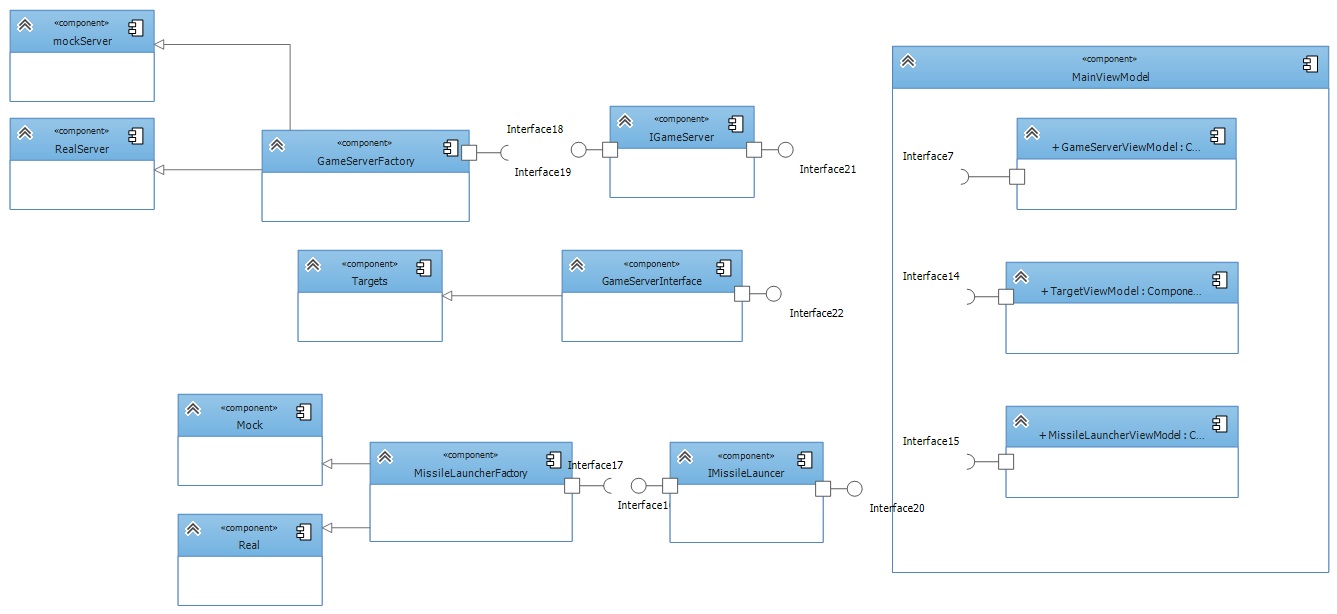 «component»
mockServer
«component»
RealServer
«component»
GameServerFactory
Interface18
Interface19
«component»
IGameServer
Interface21
«component»
MainViewModel
Interface7
+ GameServerViewModel : C...
Interface14
+ TargetViewModel : Compone...
Interface15
+ MissileLauncherViewModel : C...
«component»
Targets
«component»
GameServerInterface
Interface22
«component»
Mock
«component»
Real
«component»
MissileLauncherFactory
Interface17
Interface1
«component»
IMissileLauncer
Interface20